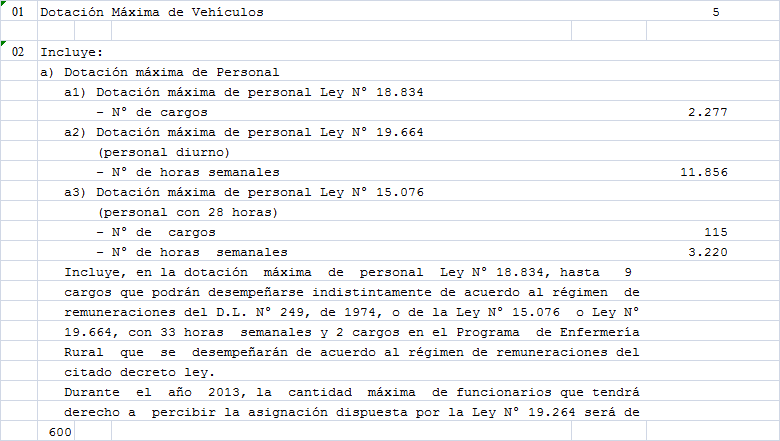 01 Dotación Máxima de Vehículos 5
02 Incluye:
a) Dotación máxima de Personal
a1) Dotación máxima de personal Ley N° 18.834
- N° de cargos 2.277
a2) Dotación máxima de personal Ley N° 19.664
(personal diurno)
- N° de horas semanales 11.856
a3) Dotación máxima de personal Ley N° 15.076
(personal con 28 horas)
- N° de cargos 115
- N° de horas semanales 3.220
Incluye, en la dotación máxima de personal Ley N° 18.834, hasta 9
cargos que podrán desempeñarse indistintamente de acuerdo al régimen de
remuneraciones del D.L. N° 249, de 1974, o de la Ley N° 15.076 o Ley N°
19.664, con 33 horas semanales y 2 cargos en el Programa de Enfermería
Rural que se desempeñarán de acuerdo al régimen de remuneraciones del
citado decreto ley.
Durante el año 2013, la cantidad máxima de funcionarios que tendrá
derecho a percibir la asignación dispuesta por la Ley N° 19.264 será de
600